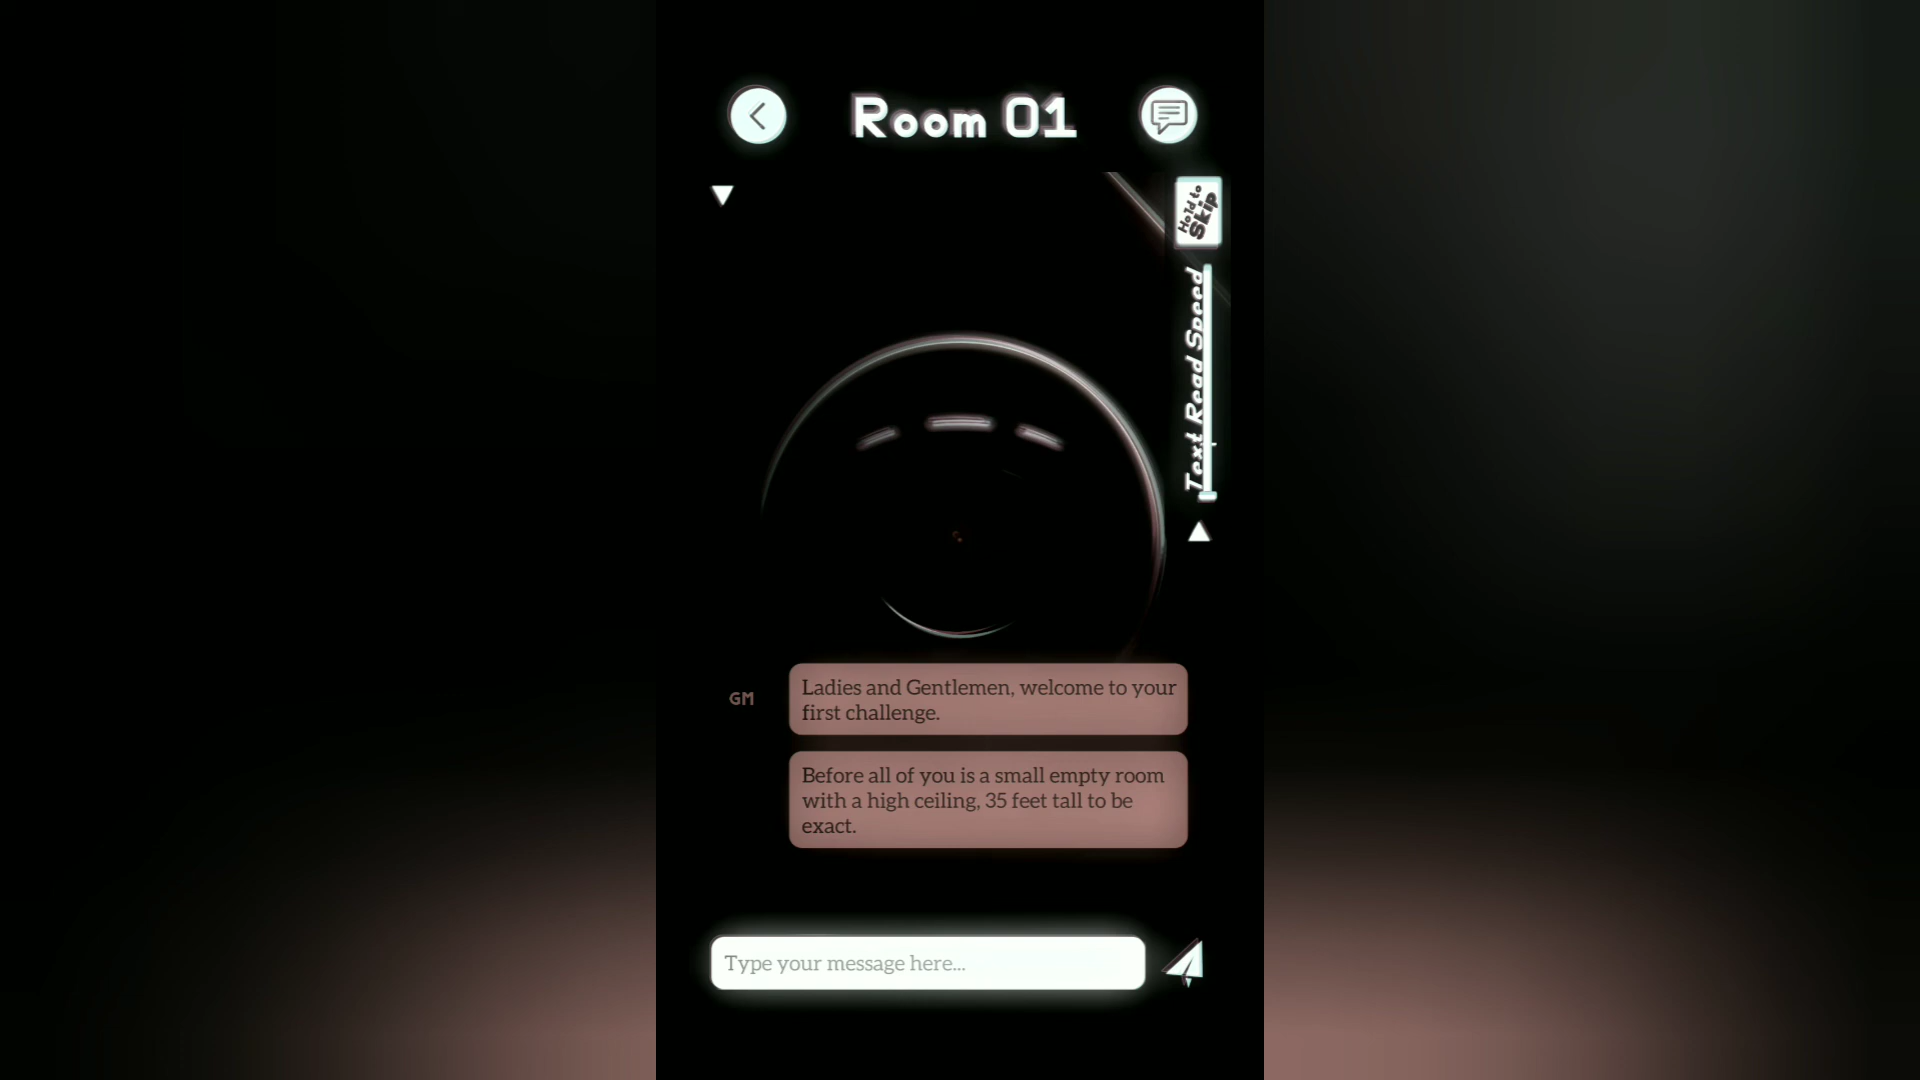 Room 01
Hold to
Skip
Text Read Speed
GM
Ladies and Gentlemen, welcome to your
first challenge.
Before all of you is a small empty room
with a high ceiling, 35 feet tall to be
exact.
Type your message here...